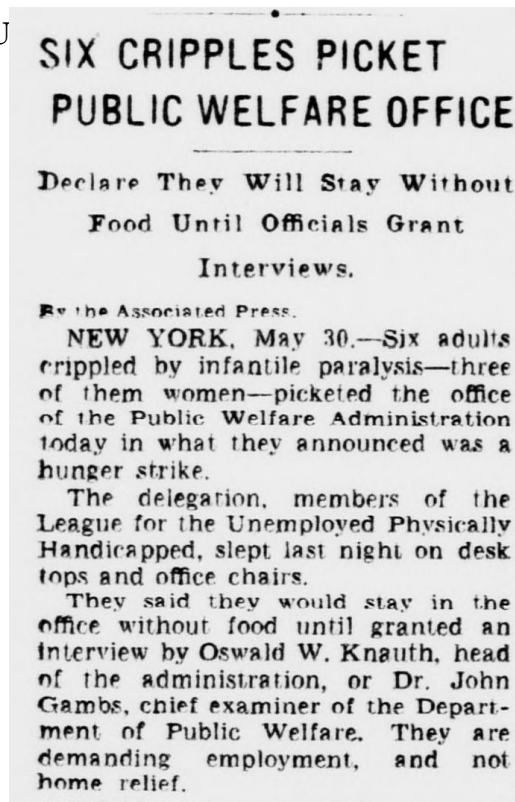 U
SIX CRIPPLES PICKET
PUBLIC WELFARE OFFICE
Declare They Will Stay Without
Food Until Officials Grant
Interviews.
By the Associated Press.
NEW YORK, May 30.—Six adults
crippled by infantile paralysis—three
of them women—picketed the office
of the Public Welfare Administration
today in what they announced was a
hunger strike.
The delegation, members of the
League for the Unemployed Physically
Handicapped, slept last night on desk
tops and office chairs.
They said they would stay in the
office without food until granted an
interview by Oswald W. Knauth, head
of the administration, or Dr. John
Gambs, chief examiner of the Depart-
ment of Public Welfare. They are
demanding employment, and not
home relief.